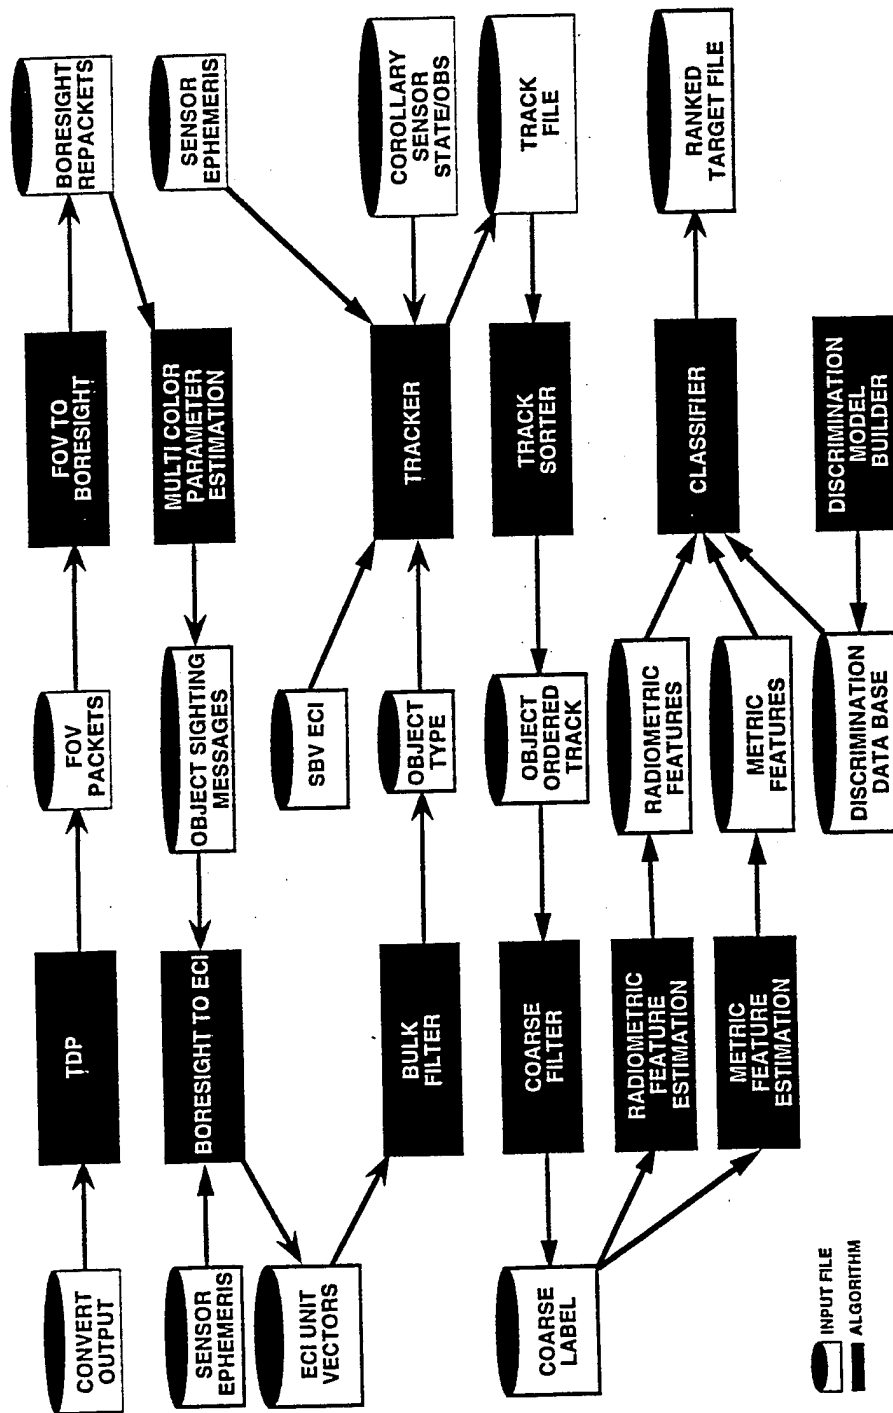 CONVERT
OUTPUT
TDP
FOV
PACKETS
FOV TO
BORESIGHT
BORESIGHT
REPACKETS
SENSOR
EPHEMERIS
BORESIGHT TO ECI
OBJECT SIGHTING
MESSAGES
MULTI COLOR
PARAMETER
ESTIMATION
SENSOR
EPHEMERIS
ECI UNIT
VECTORS
SBV ECI
BULK
FILTER
OBJECT
TYPE
TRACKER
COROLLARY
SENSOR
STATE/OBS
COARSE
LABEL
COARSE
FILTER
OBJECT
ORDERED
TRACK
TRACK
SORTER
TRACK
FILE
RADIOMETRIC
FEATURE
ESTIMATION
RADIOMETRIC
FEATURES
CLASSIFIER
RANKED
TARGET FILE
METRIC
FEATURE
ESTIMATION
METRIC
FEATURES
DISCRIMINATION
DATA BASE
DISCRIMINATION
MODEL
BUILDER
INPUT FILE
ALGORITHM